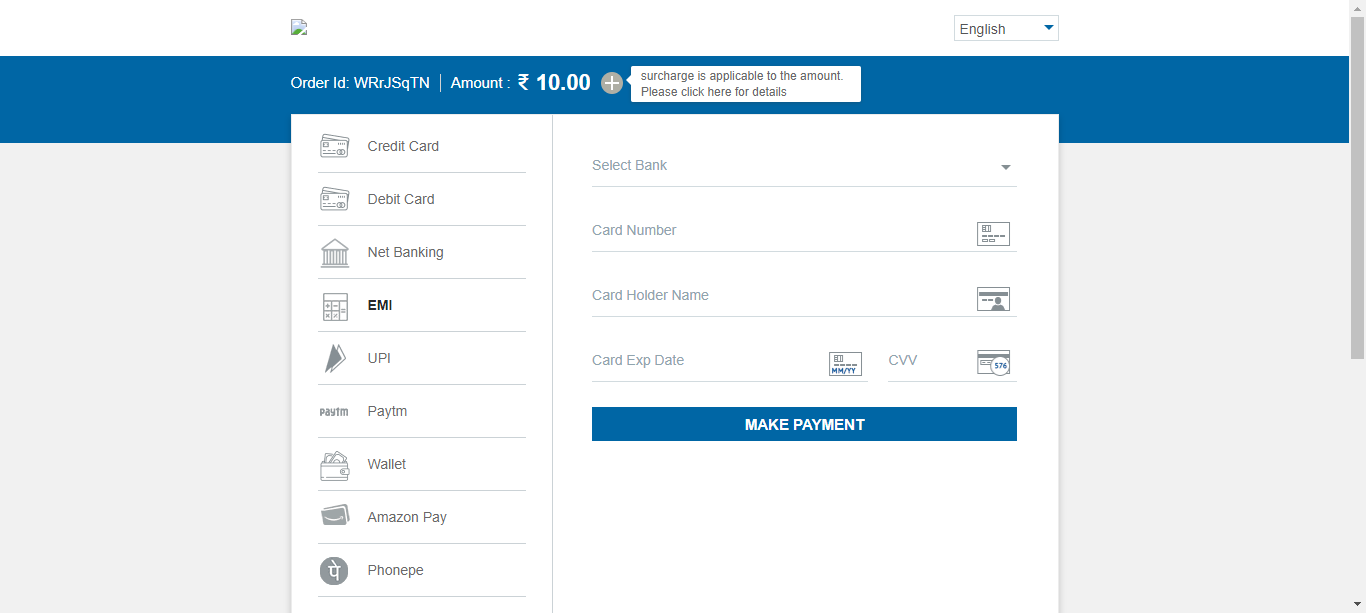 English
Order Id: WRrJSqTN
Amount : ₹ 10.00
surcharge is applicable to the amount.
Please click here for details
Credit Card
Debit Card
Net Banking
EMI
UPI
Paytm
Paytm
Wallet
Amazon Pay
पे
Phonepe
Select Bank
Card Number
Card Holder Name
Card Exp Date
MM/YY
CVV
576
MAKE PAYMENT